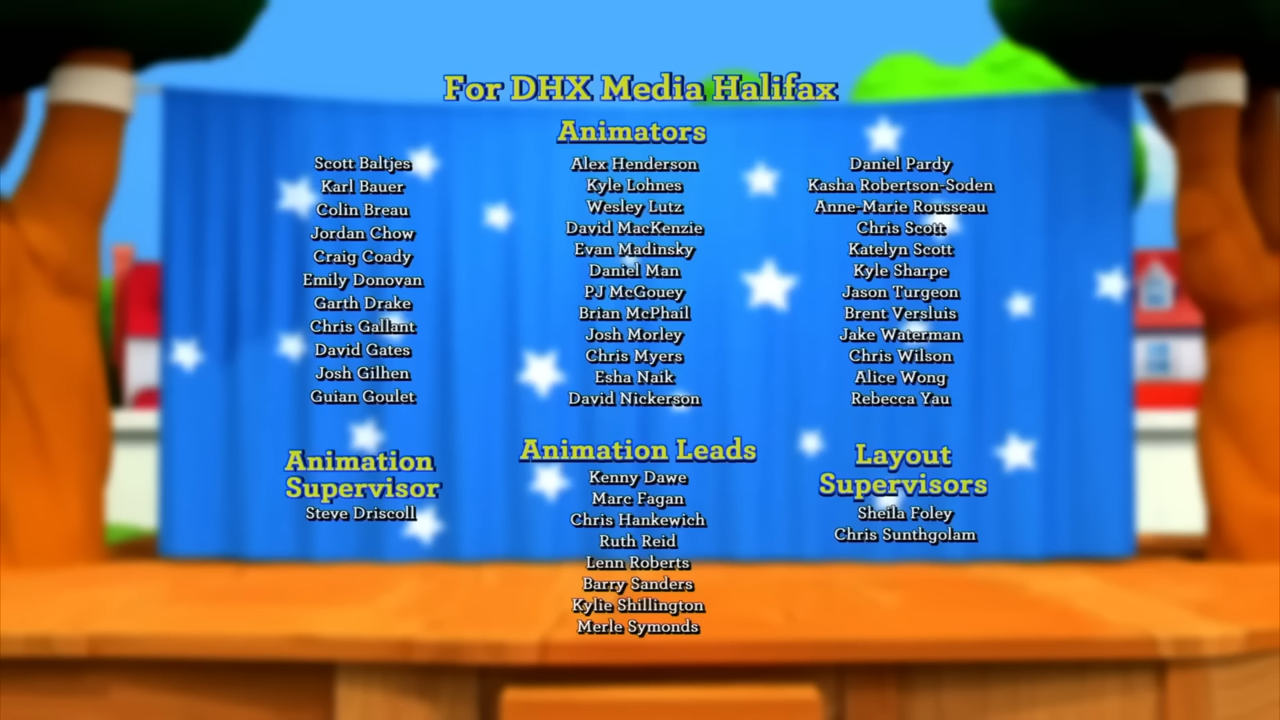 For DHX Media Halifax
Animators
Scott Baltjes
Karl Bauer
Colin Breau
Jordan Chow
Craig Coady
Emily Donovan
Garth Drake
Chris Gallant
David Gates
Josh Gilhen
Guian Goulet
Alex Henderson
Kyle Lohnes
Wesley Lutz
David MacKenzie
Evan Madinsky
Daniel Man
PJ McGouey
Brian McPhail
Josh Morley
Chris Myers
Esha Naik
David Nickerson
Daniel Pardy
Kasha Robertson-Soden
Anne-Marie Rousseau
Chris Scott
Katelyn Scott
Kyle Sharpe
Jason Turgeon
Brent Versluis
Jake Waterman
Chris Wilson
Alice Wong
Rebecca Yau
Animation
Supervisor
Steve Driscoll
Animation Leads
Kenny Dawe
Marc Fagan
Chris Hankewich
Ruth Reid
Lenn Roberts
Barry Sanders
Kylie Shillington
Merle Symonds
Layout
Supervisors
Sheila Foley
Chris Sunthgolam